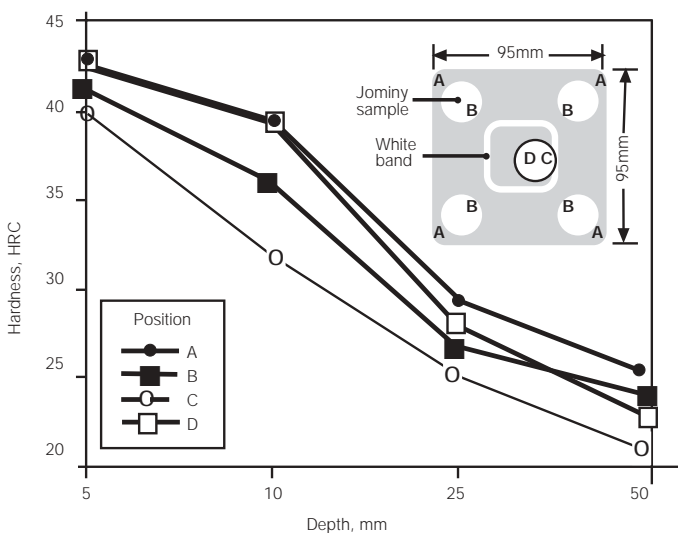 45
40
35
30
25
20
Hardness, HRC
5
10
25
50
Depth, mm
Position
A
B
C
D
95mm
95mm
Jominy
sample
White
band
A
A
B
B
D C
B
B
A
A